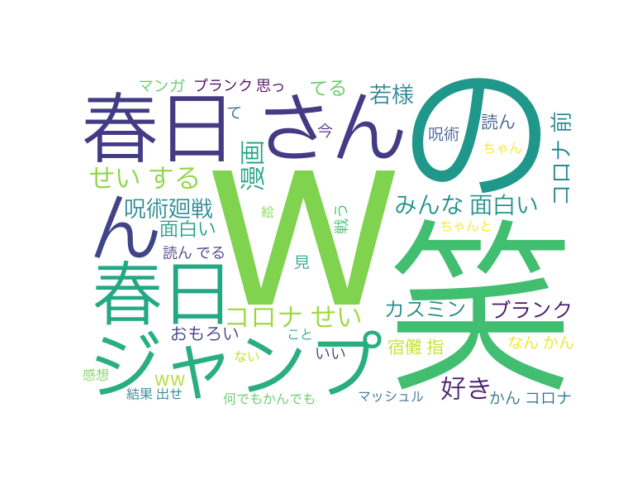 マンガ ブランク 思っ てる
春日 さん
て
今
若様
の
呪術
読ん
ちゃん
コロナ 前
漫画
せい する
W
笑
絵
戦う
見
みんな 面白い
ちゃんと
ん
呪術廻戦
面白い
読ん でる
春日
コロナ せい
カスミン
ブランク
おもろい
こと
ない
いい
宿儺 指
なん かん
ジャンプ
感想
ww
結果 出せ
何でもかんでも
マッシュル
好き
かん コロナ